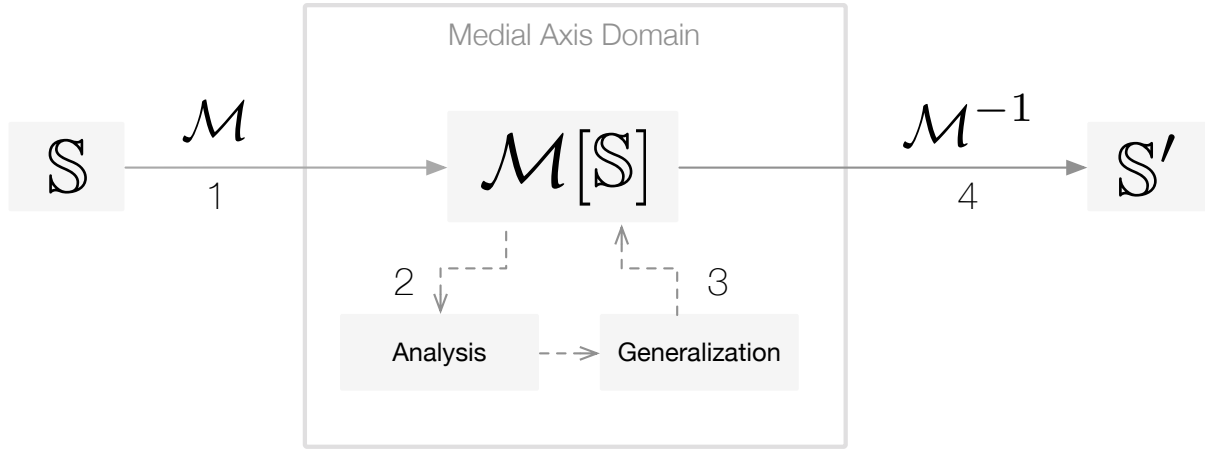 Medial Axis Domain
𝕊
ℳ
1
ℳ[𝕊]
ℳ⁻¹
4
𝕊′
2
3
Analysis
Generalization